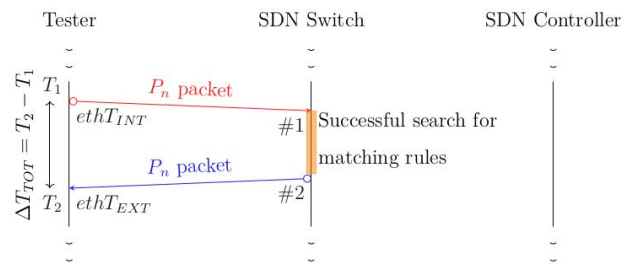 Tester SDN Switch SDN Controller
T1
Pn packet
ethTINT
#1
Successful search for
matching rules
ΔTTOT = T2 − T1
Pn packet
#2
T2
ethTEXT